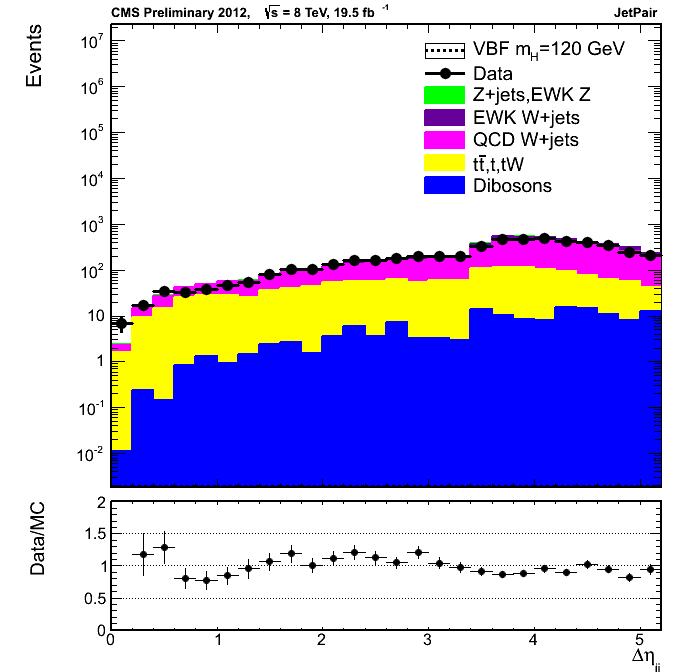 CMS Preliminary 2012, √s = 8 TeV, 19.5 fb⁻¹ JetPair
Events
10⁷
10⁶
10⁵
10⁴
10³
10²
10
1
10⁻¹
10⁻²
VBF m_H=120 GeV
Data
Z+jets,EWK Z
EWK W+jets
QCD W+jets
tt̄,t,tW
Dibosons
Data/MC
2
1.5
1
0.5
0
0 1 2 3 4 5
Δη_jj